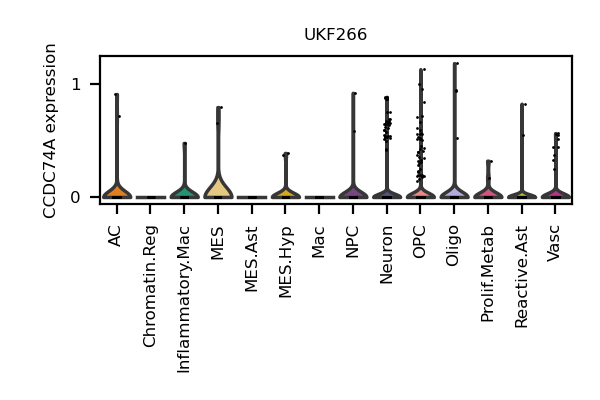 UKF266
CCDC74A expression
1
0
AC
Chromatin.Reg
Inflammatory.Mac
MES
MES.Ast
MES.Hyp
Mac
NPC
Neuron
OPC
Oligo
Prolif.Metab
Reactive.Ast
Vasc